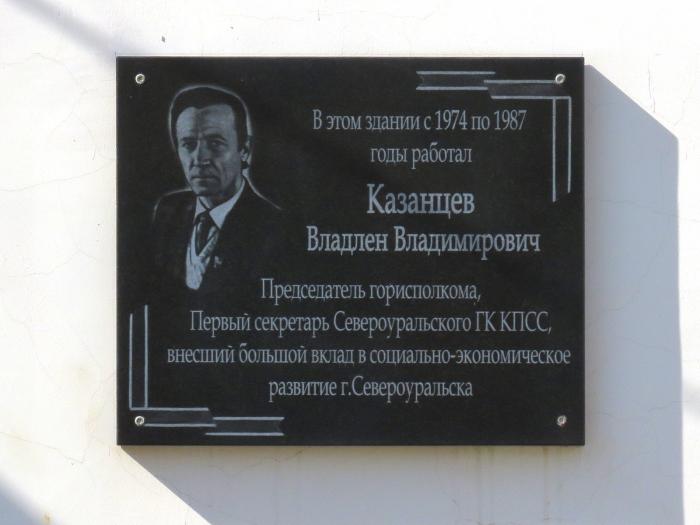 В этом здании с 1974 по 1987
годы работал
Казанцев
Владлен Владимирович
Председатель горисполкома,
Первый секретарь Североуральского ГК КПСС,
внесший большой вклад в социально-экономическое
развитие г.Североуральска